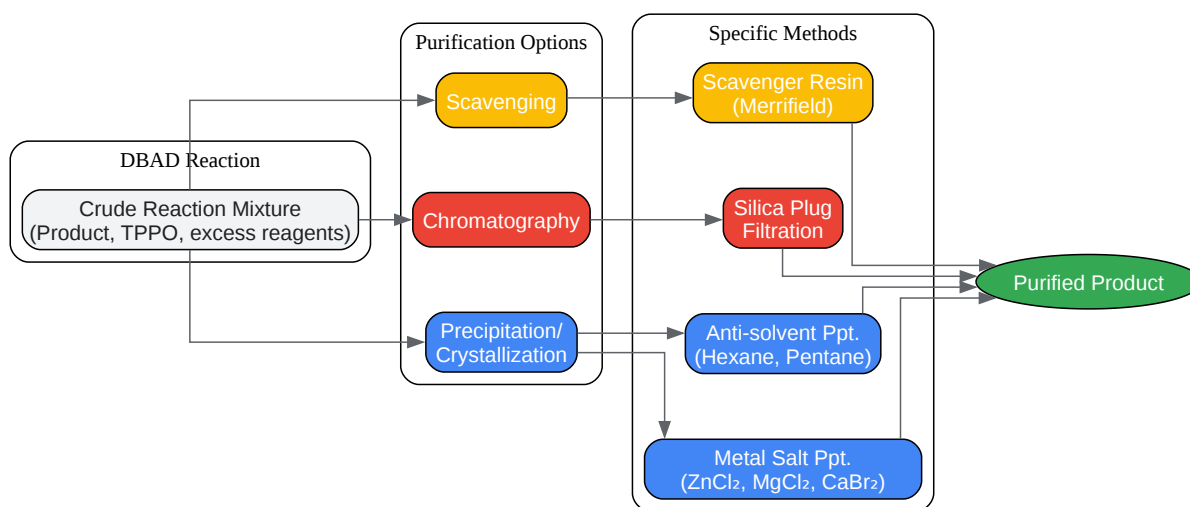 DBAD Reaction
Crude Reaction Mixture
(Product, TPPO, excess reagents)
Purification Options
Scavenging
Chromatography
Precipitation/
Crystallization
Specific Methods
Scavenger Resin
(Merrifield)
Silica Plug
Filtration
Anti-solvent Ppt.
(Hexane, Pentane)
Metal Salt Ppt.
(ZnCl₂, MgCl₂, CaBr₂)
Purified Product